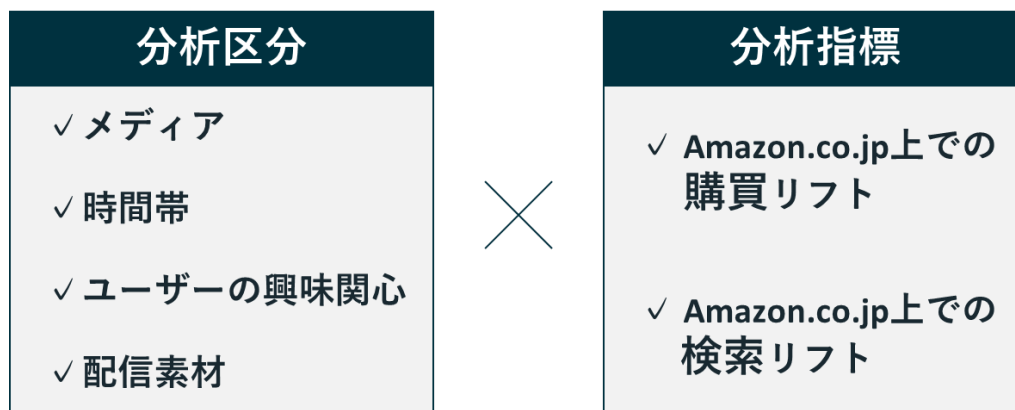 分析区分
✓ メディア
✓ 時間帯
✓ ユーザーの興味関心
✓ 配信素材
×
分析指標
✓ Amazon.co.jp上での
購買リフト
✓ Amazon.co.jp上での
検索リフト